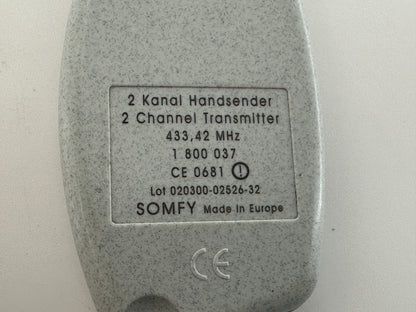 2 Kanal Handsender
2 Channel Transmitter
433,42 MHz
1 800 037
CE 0681 !
Lot 020300-02526-32
SOMFY Made in Europe
CE